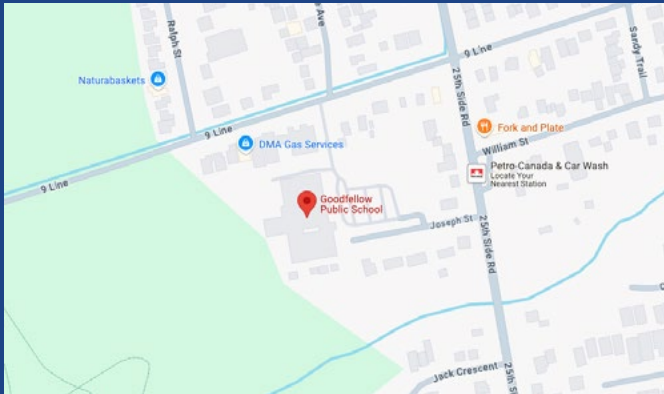 Ralph St
e Ave
9 Line
Sandy Trail
Naturabaskets
25th Side Rd
9 Line
Fork and Plate
DMA Gas Services
William St
Petro-Canada & Car Wash
Locate Your
Nearest Station
9 Line
Goodfellow
Public School
Joseph St
25th Side Rd
Jack Crescent
25th S